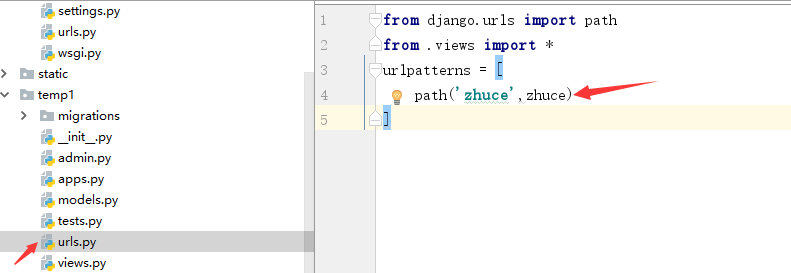 settings.py
urls.py
wsgi.py
static
temp1
migrations
__init__.py
admin.py
apps.py
models.py
tests.py
urls.py
views.py
1 from django.urls import path
2 from .views import *
3 urlpatterns = [
4 path('zhuce',zhuce)
5 ]